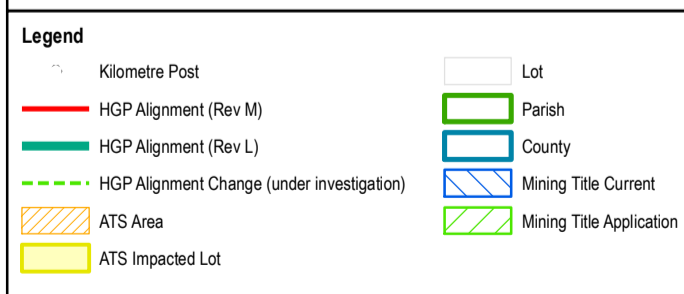 Legend
Kilometre Post
HGP Alignment (Rev M)
HGP Alignment (Rev L)
HGP Alignment Change (under investigation)
ATS Area
ATS Impacted Lot
Lot
Parish
County
Mining Title Current
Mining Title Application